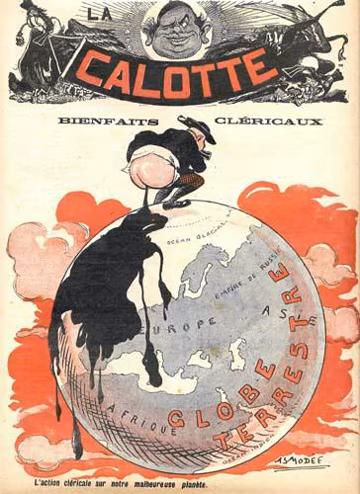 LA
CALOTTE
BIENFAITS CLÉRICAUX
OCÉAN GLACIAL
EMPIRE DE RUSSIE
EUROPE
ASIE
AFRIQUE
GLOBE
TERRESTRE
ASMODÉE
L'action cléricale sur notre malheureuse planète.